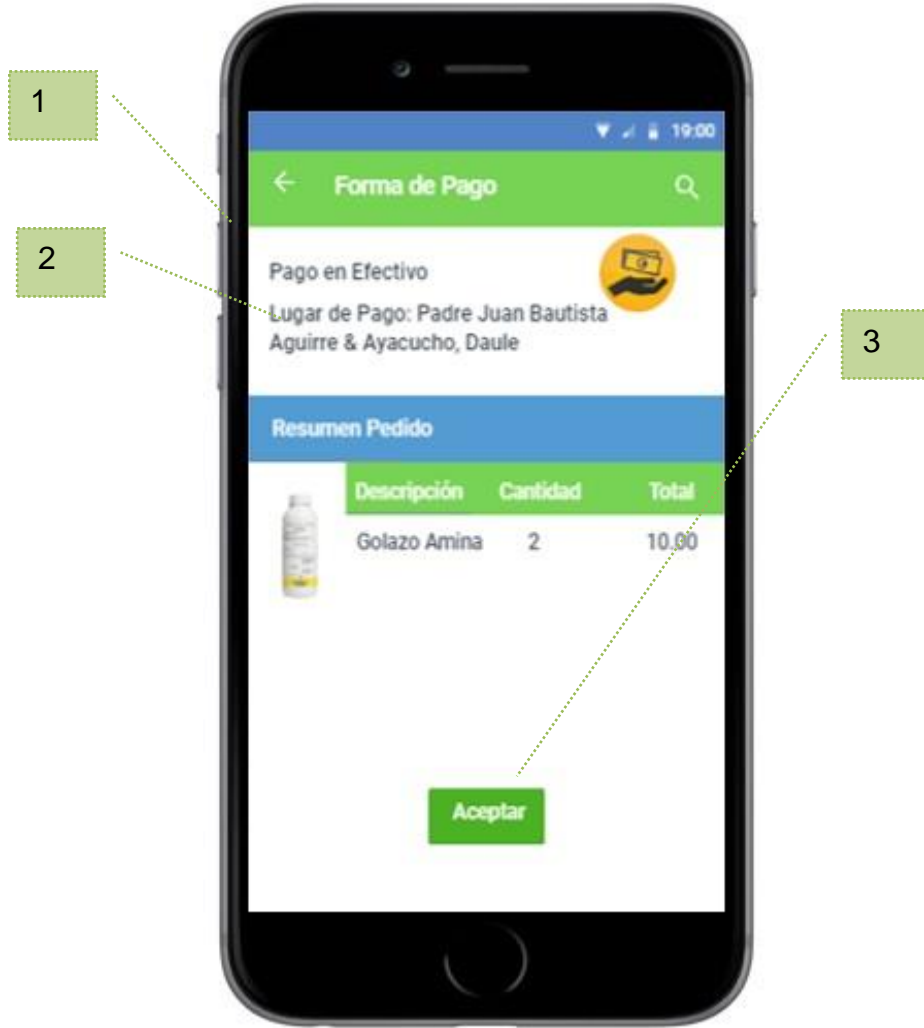 1
19:00
Forma de Pago
2
Pago en Efectivo
Lugar de Pago: Padre Juan Bautista
Aguirre & Ayacucho, Daule
3
Resumen Pedido
Descripción Cantidad Total
Golazo Amina 2 10.00
Aceptar